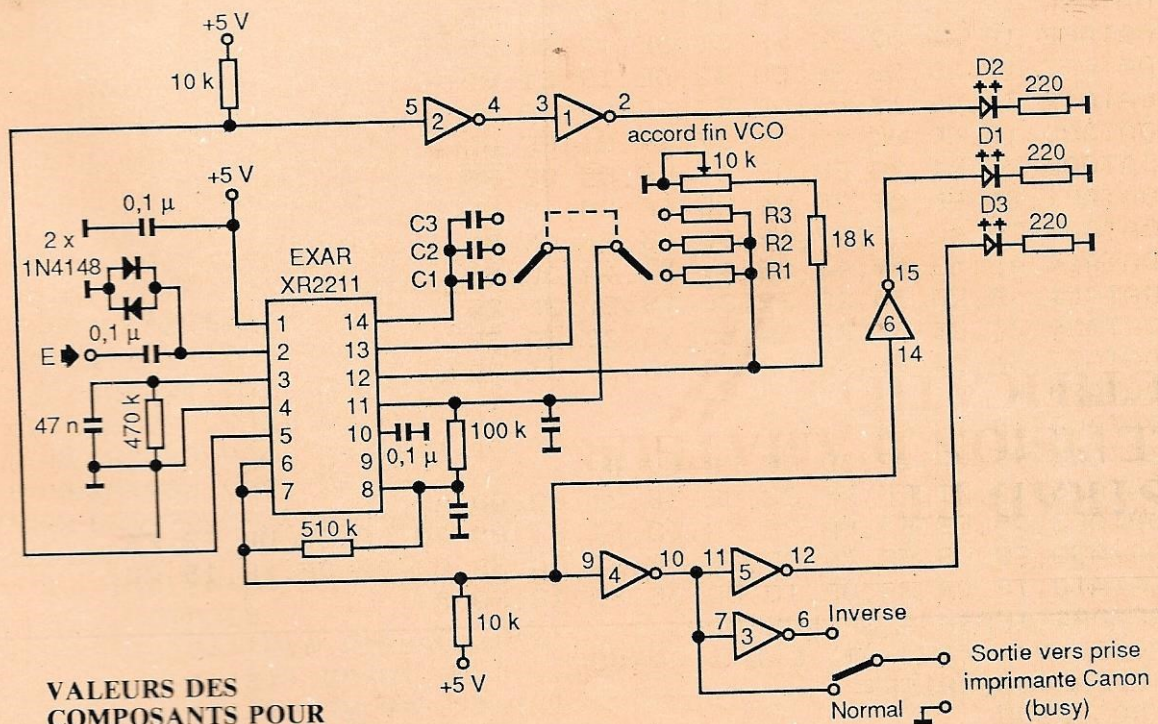 +5 V
10 k
5 2 4
3 1 2
D2
220
accord fin VCO
10 k
D1
220
D3
220
+5 V
0,1 µ
2 x
1N4148
0,1 µ
E
EXAR
XR2211
C3
C2
C1
R3
R2
R1
18 k
15
6
14
1
2
3
4
5
6
7
14
13
12
11
10
9
8
47 n
470 k
0,1 µ
100 k
510 k
9 4 10
11 5 12
7 3 6
Inverse
10 k
+5 V
Sortie vers prise
imprimante Canon
(busy)
Normal
VALEURS DES
COMPOSANTS POUR